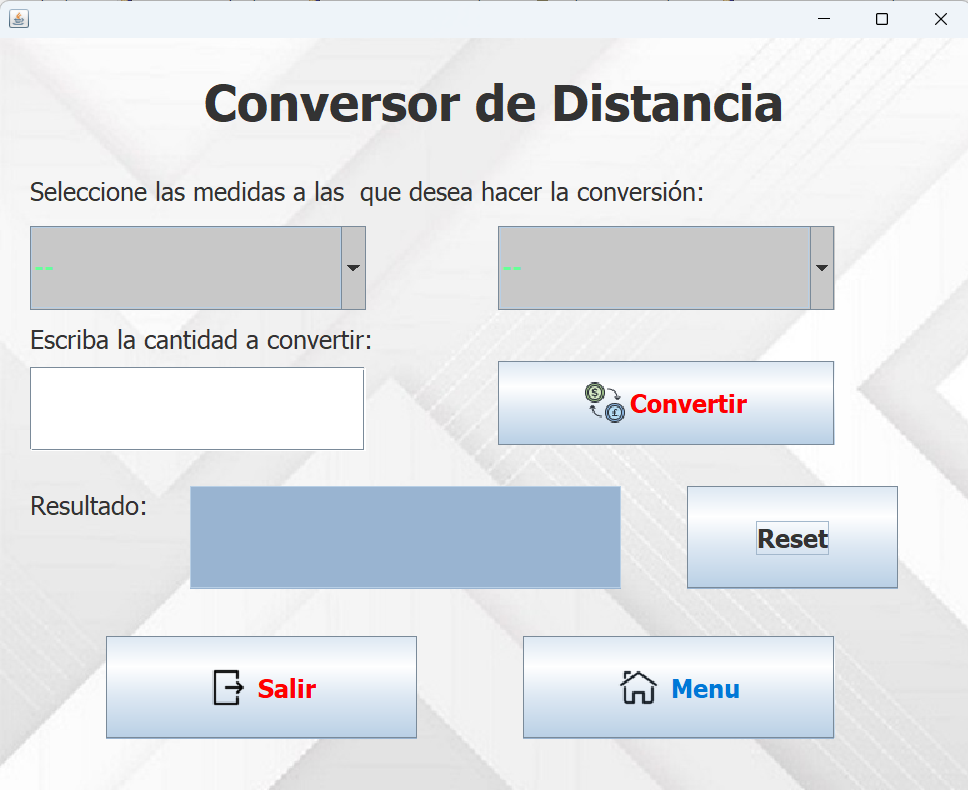 Conversor de Distancia
Seleccione las medidas a las  que desea hacer la conversión:
-- --
Escriba la cantidad a convertir:
Convertir
Resultado:
Reset
Salir
Menu